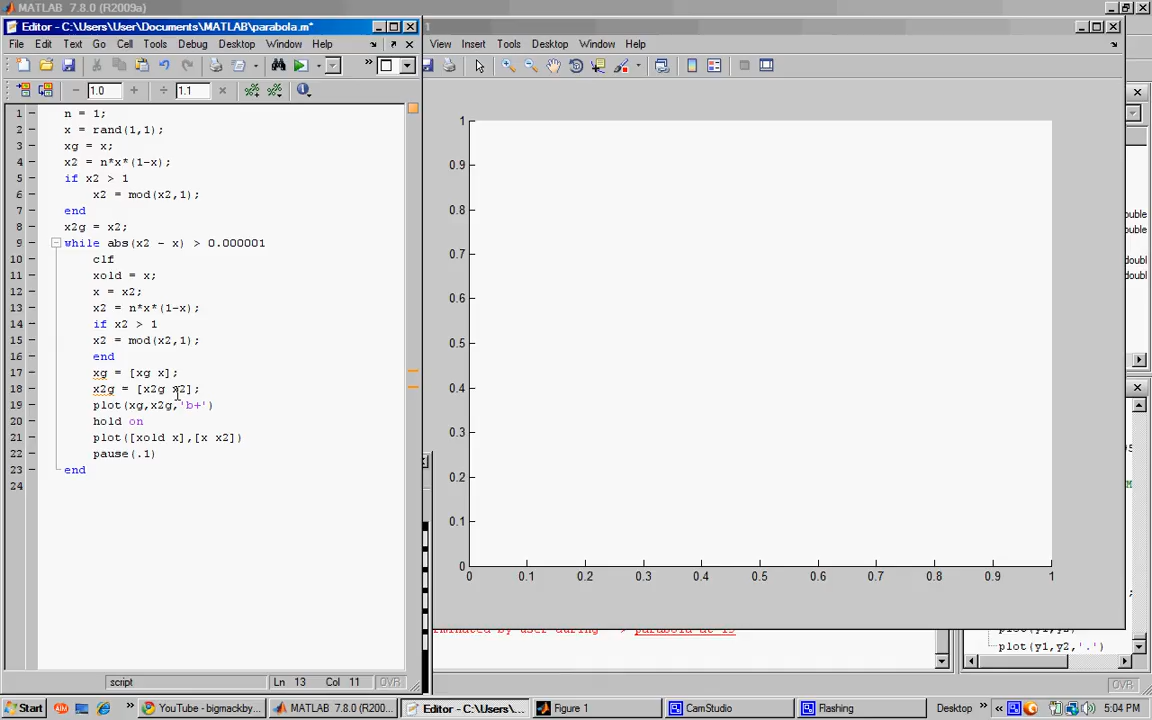 MATLAB 7.8.0 (R2009a)
Editor - C:\Users\User\Documents\MATLAB\parabola.m*
File Edit Text Go Cell Tools Debug Desktop Window Help
View Insert Tools Desktop Window Help
1.0
1.1
1 n = 1;
2 x = rand(1,1);
3 xg = x;
4 x2 = n*x*(1-x);
5 if x2 > 1
6 x2 = mod(x2,1);
7 end
8 x2g = x2;
9 while abs(x2 - x) > 0.000001
10 clf
11 xold = x;
12 x = x2;
13 x2 = n*x*(1-x);
14 if x2 > 1
15 x2 = mod(x2,1);
16 end
17 xg = [xg x];
18 x2g = [x2g x2];
19 plot(xg,x2g,'b+')
20 hold on
21 plot([xold x],[x x2])
22 pause(.1)
23 end
24
1
0.9
0.8
0.7
0.6
0.5
0.4
0.3
0.2
0.1
0
0 0.1 0.2 0.3 0.4 0.5 0.6 0.7 0.8 0.9 1
plot(y1,y2,'.')
script
Ln 13 Col 11 OVR
OVR
Start
YouTube - bigmackby...
MATLAB 7.8.0 (R200...
Editor - C:\Users\Us...
Figure 1
CamStudio
Flashing
Desktop
5:04 PM